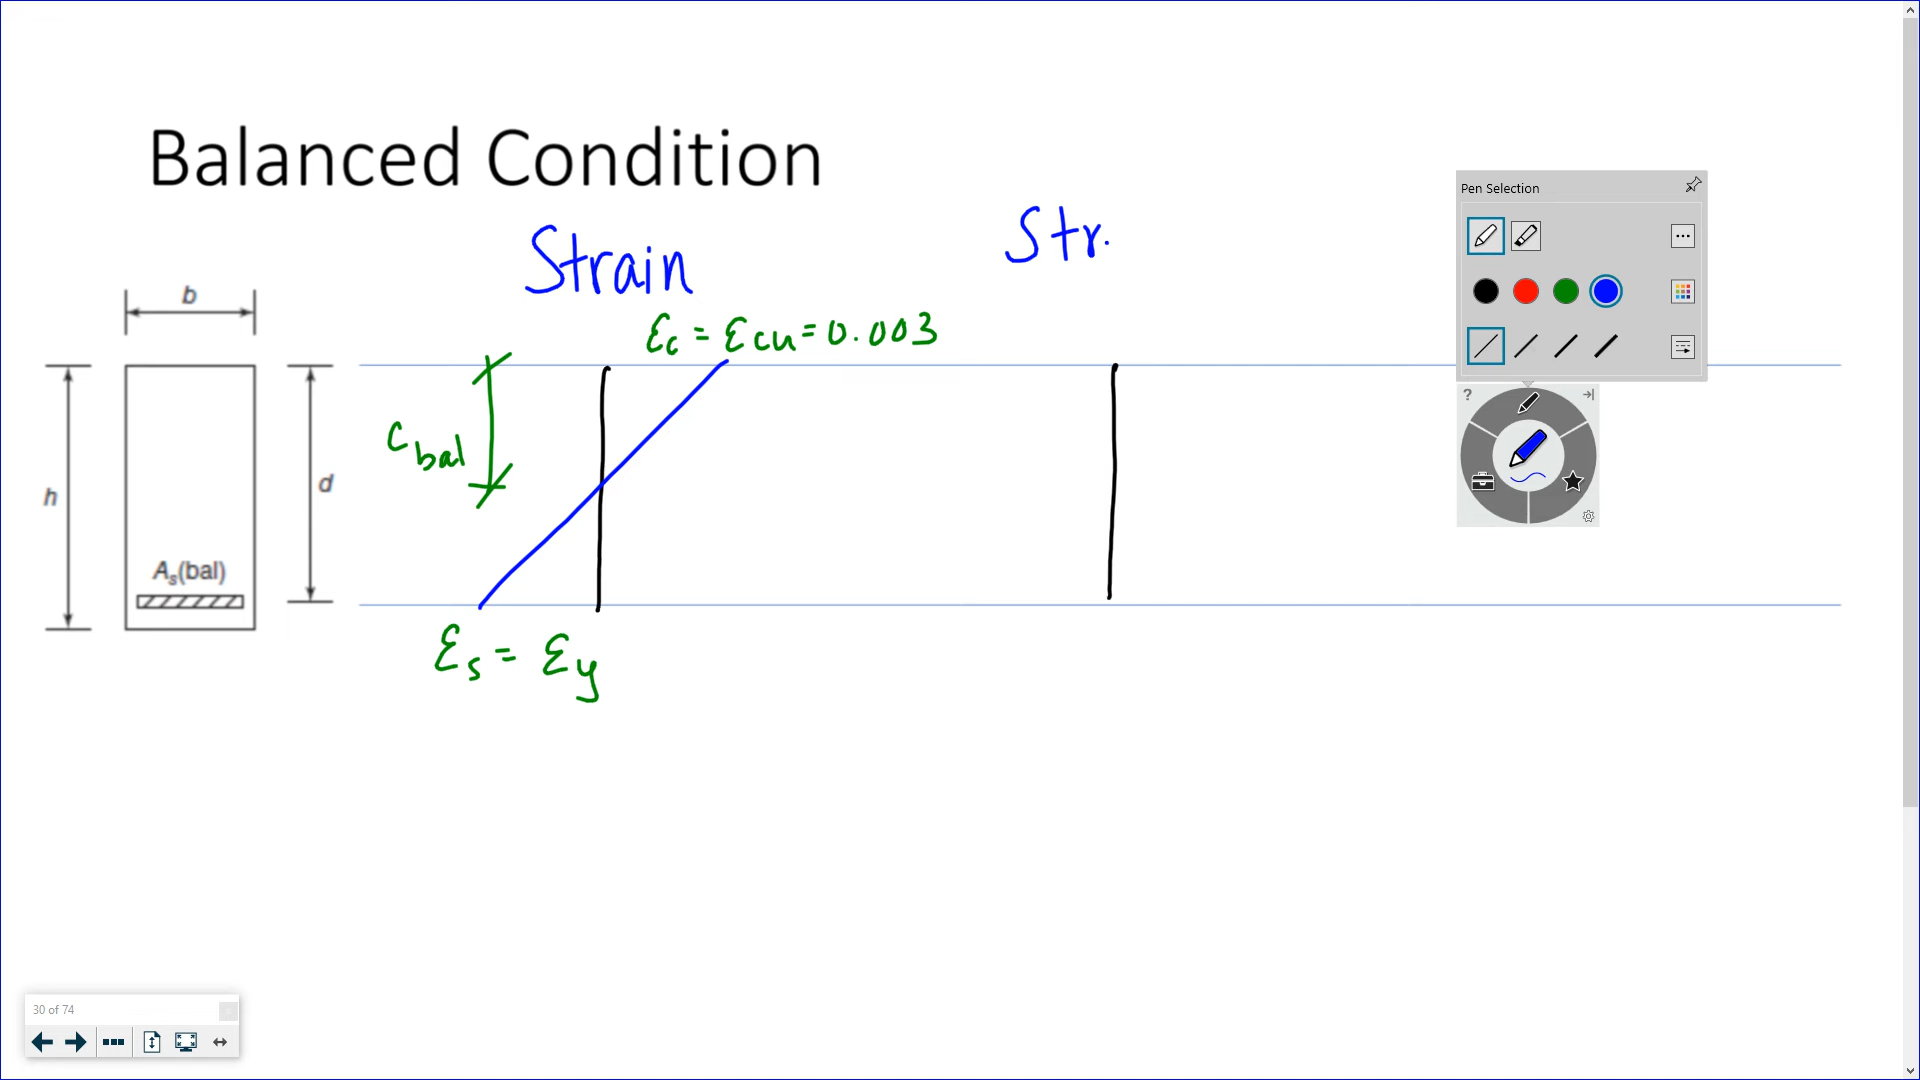 Balanced Condition
Strain
Str.
Pen Selection
b
εc = εcu = 0.003
cbal
h
d
As(bal)
εs = εy
?
30 of 74